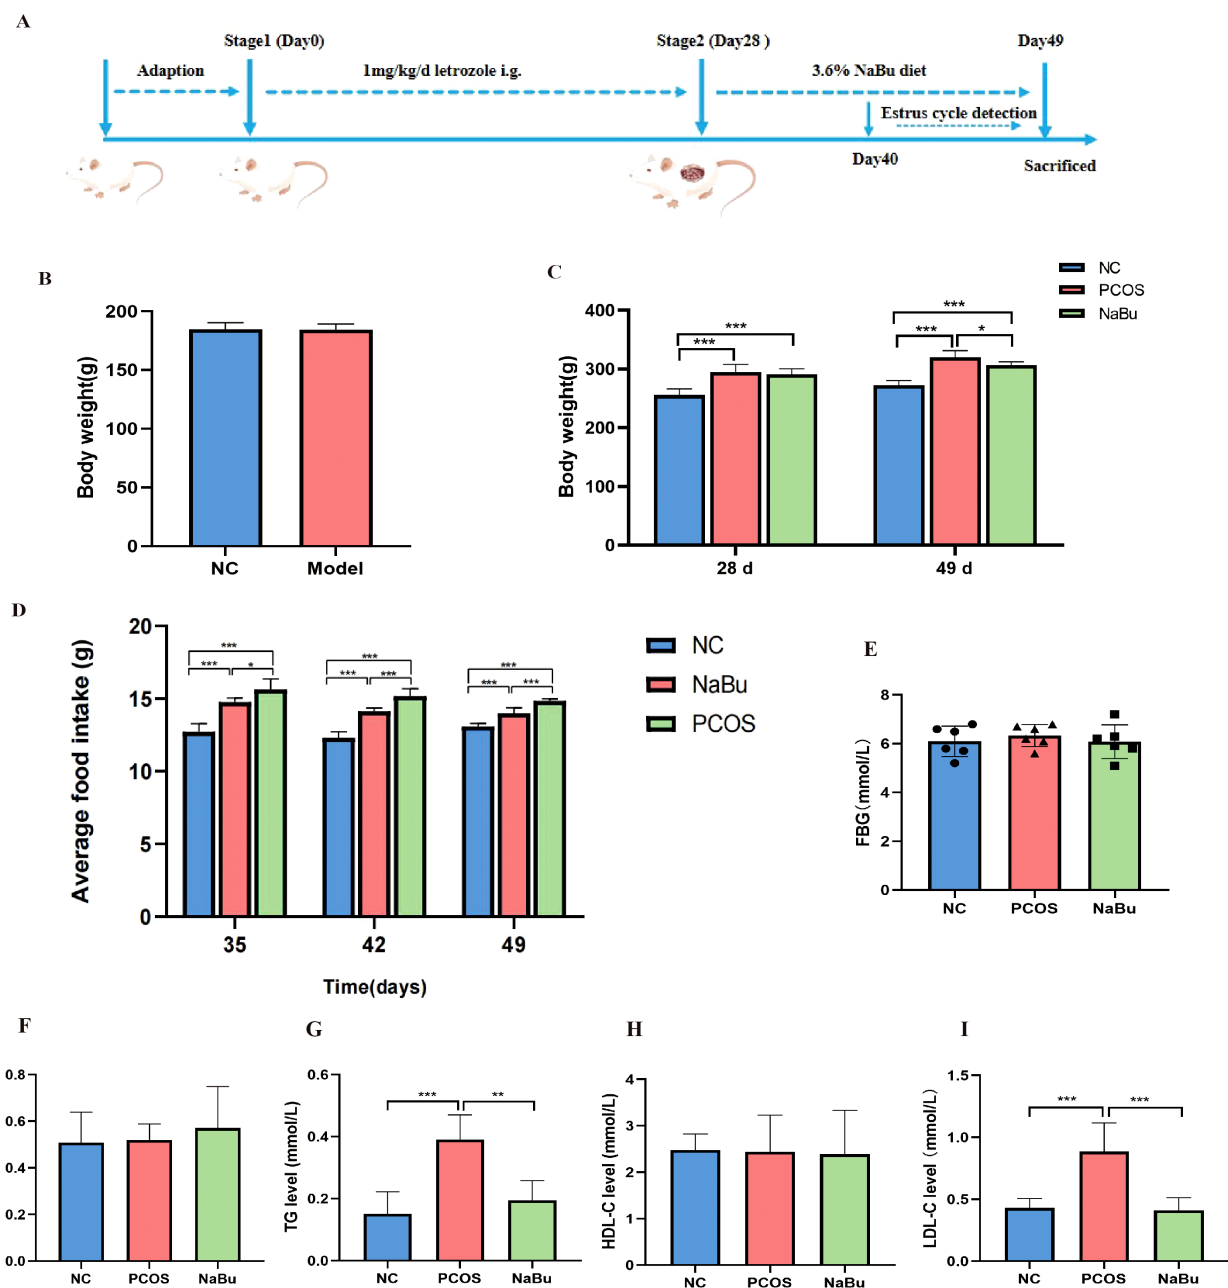 A
Stage1 (Day0)
Stage2 (Day28 )
Day49
Adaption
1mg/kg/d letrozole i.g.
3.6% NaBu diet
Estrus cycle detection
Day40
Sacrificed
B
Body weight(g)
200
150
100
50
0
NC Model
C
NC
PCOS
NaBu
Body weight(g)
400
300
200
100
0
***
***
***
***
*
28 d 49 d
D
Average food intake (g)
20
15
10
5
0
***
***
*
***
***
***
***
***
***
35 42 49
Time(days)
NC
NaBu
PCOS
E
FBG(mmol/L)
8
6
4
2
0
NC PCOS NaBu
F
0.8
0.6
0.4
0.2
0.0
NC PCOS NaBu
G
TG level (mmol/L)
0.6
0.4
0.2
0.0
***
**
NC PCOS NaBu
H
HDL-C level (mmol/L)
4
3
2
1
0
NC PCOS NaBu
I
LDL-C level (mmol/L)
1.5
1.0
0.5
0.0
***
***
NC PCOS NaBu